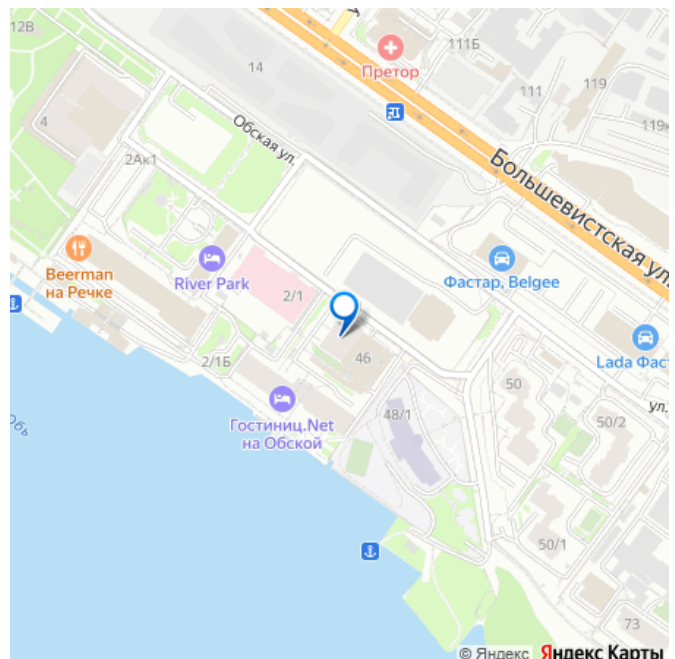 12В
111Б
Претор
14
111
119
119к
4
Обская ул.
2Ак1
Большевистская ул.
Beerman
на Речке
River Park
Фастар, Belgee
2/1
Lada Фаст
46
2/1Б
50
Гостиниц.Net
на Обской
48/1
ул.
50/2
Обь
50/1
73
© Яндекс Яндекс Карты